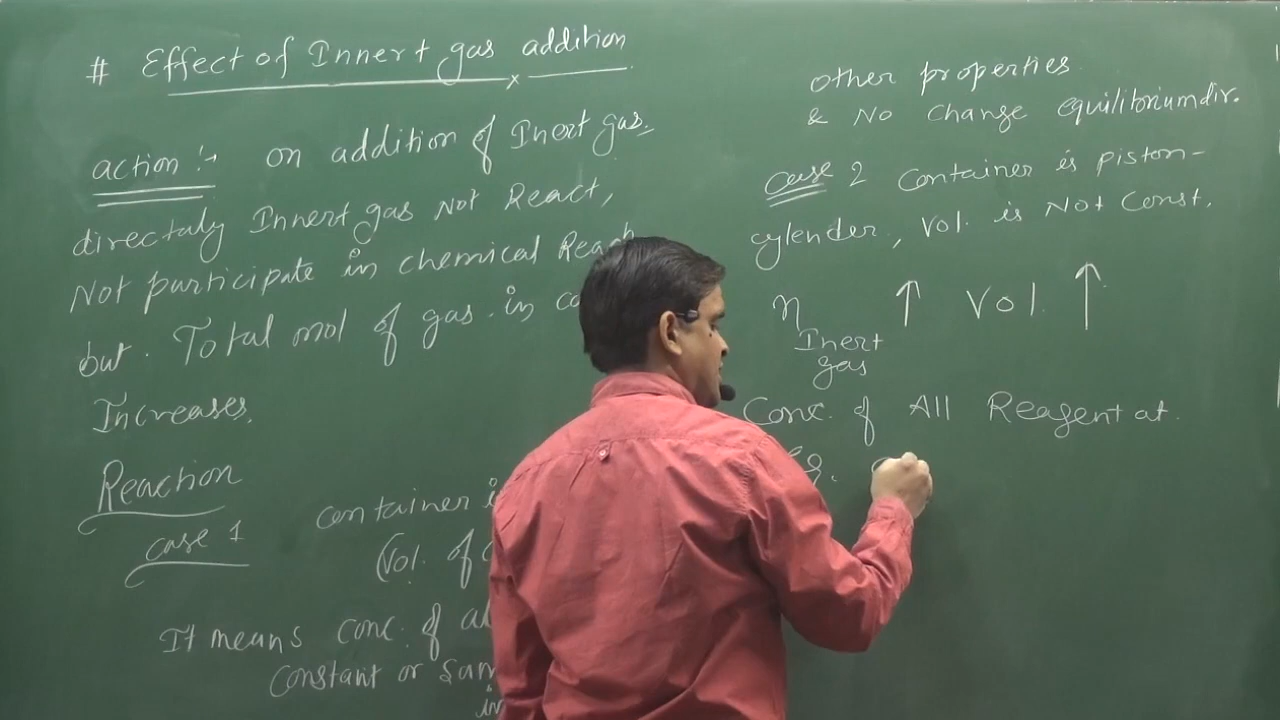 # Effect of Innert gas addition
action :- on addition of Inert gas.
directaly Innert gas Not React,
Not participate in chemical Reac
but. Total mol of gas. in co
Increases.
Reaction
case 1 container i
(Vol. of
It means conc. of al
constant or sam
in
other properties
& No change equilibriumdir.
case 2 Container is piston-
cylender, Vol. is Not Const.
n Inert gas ↑ Vol. ↑
Conc. of All Reagent at.